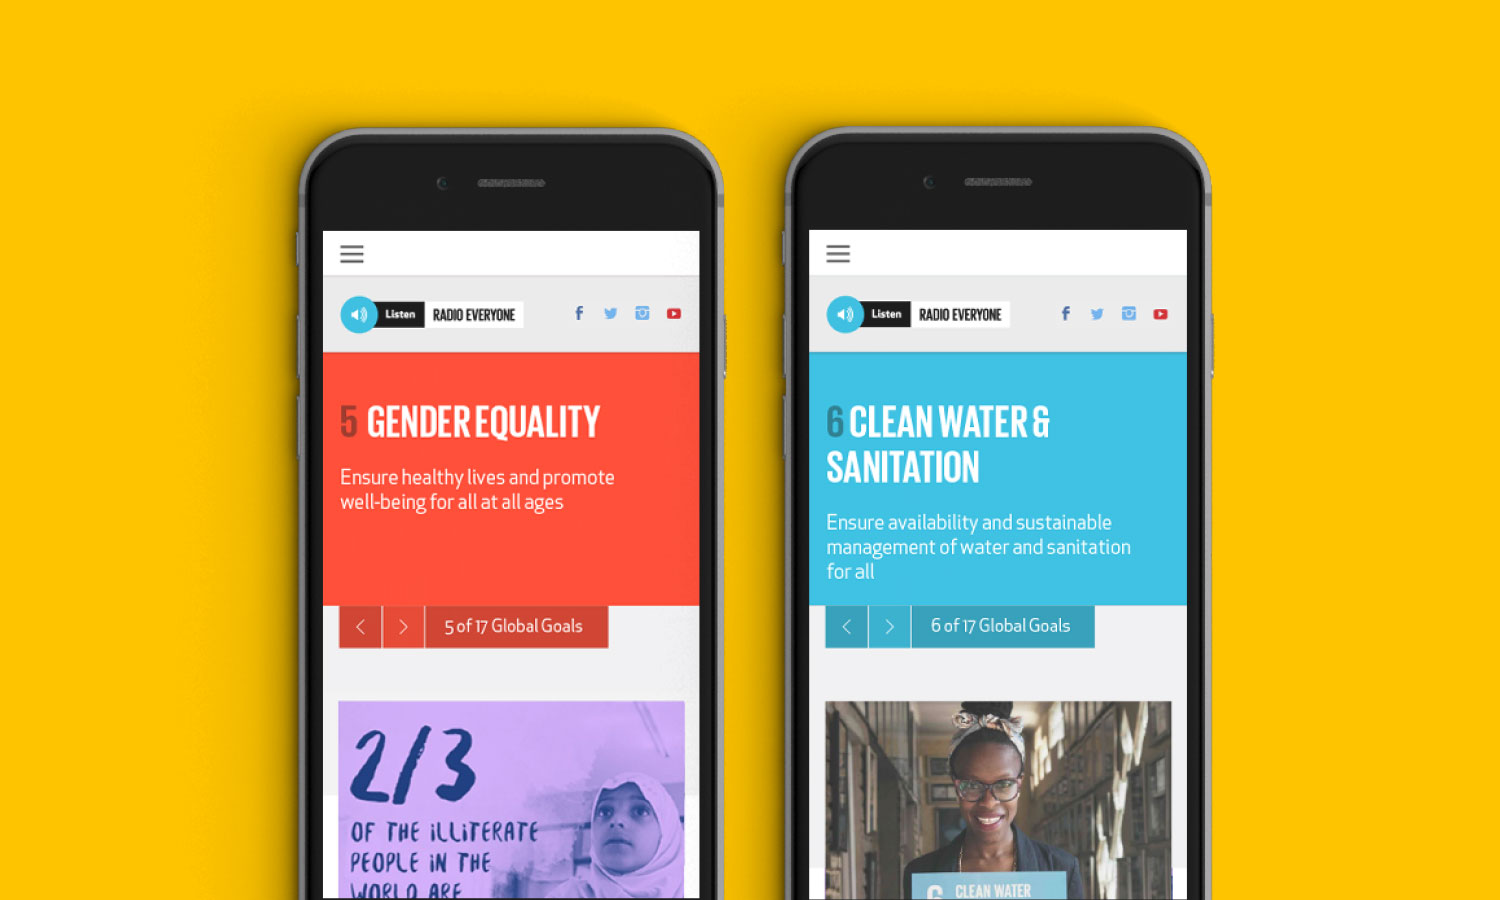 Listen RADIO EVERYONE
5 GENDER EQUALITY
Ensure healthy lives and promote
well-being for all at all ages
5 of 17 Global Goals
2/3
OF THE ILLITERATE
PEOPLE IN THE
WORLD ARE
Listen RADIO EVERYONE
6 CLEAN WATER &
SANITATION
Ensure availability and sustainable
management of water and sanitation
for all
6 of 17 Global Goals
6 CLEAN WATER